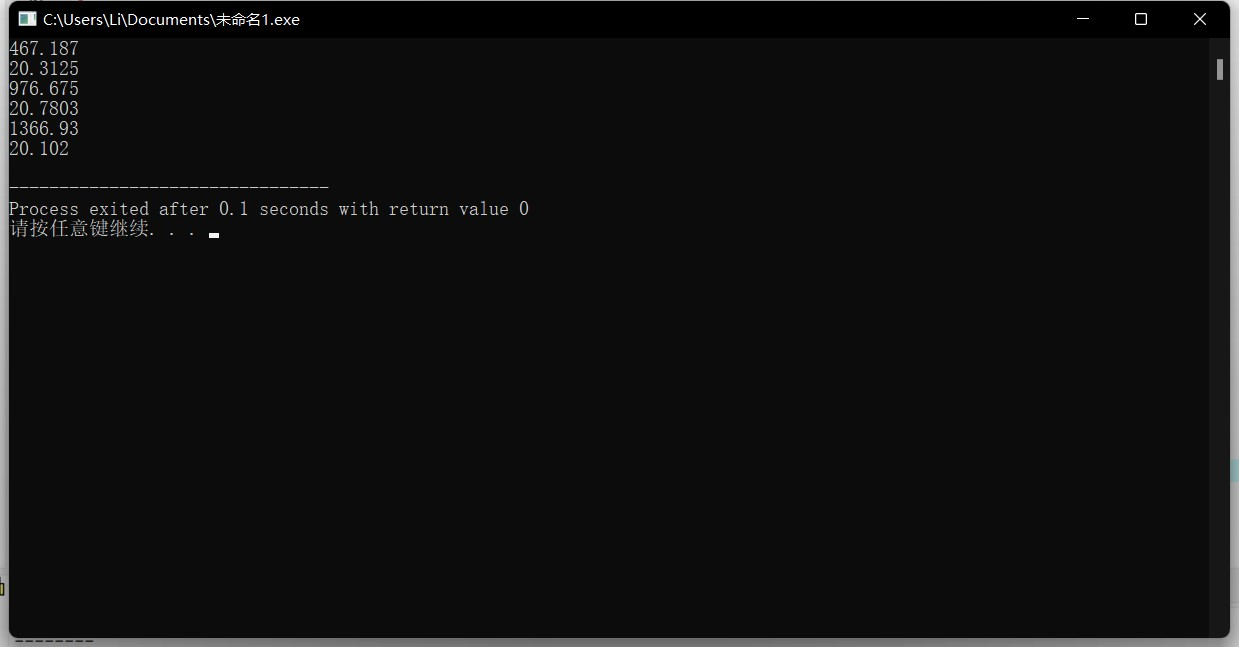 C:\Users\Li\Documents\未命名1.exe
467.187
20.3125
976.675
20.7803
1366.93
20.102
--------------------------------
Process exited after 0.1 seconds with return value 0
请按任意键继续. . .